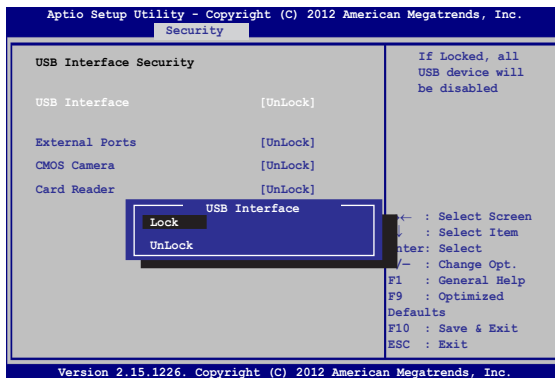 Aptio Setup Utility - Copyright (C) 2012 American Megatrends, Inc.
Security
USB Interface Security
USB Interface [UnLock]
External Ports [UnLock]
CMOS Camera [UnLock]
Card Reader [UnLock]
USB Interface
Lock
UnLock
If Locked, all
USB device will
be disabled
← : Select Screen
: Select Item
nter: Select
/— : Change Opt.
F1 : General Help
F9 : Optimized
Defaults
F10 : Save & Exit
ESC : Exit
Version 2.15.1226. Copyright (C) 2012 American Megatrends, Inc.